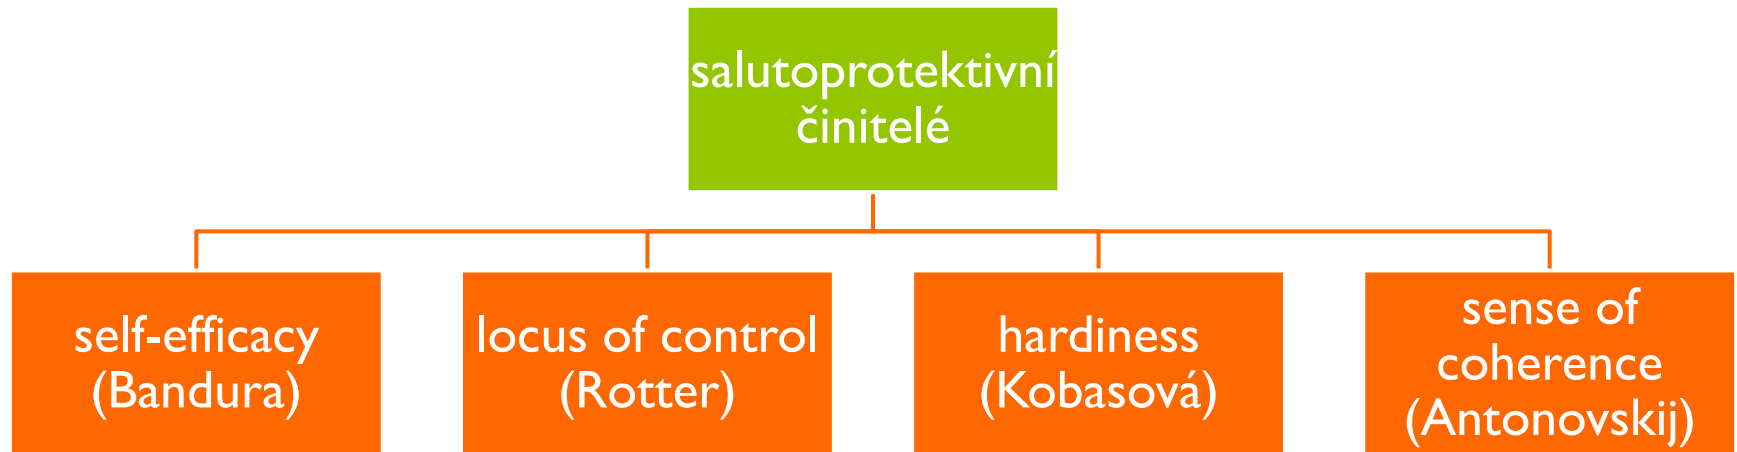 salutoprotektivní
činitelé
self-efficacy
(Bandura)
locus of control
(Rotter)
hardiness
(Kobasová)
sense of
coherence
(Antonovskij)